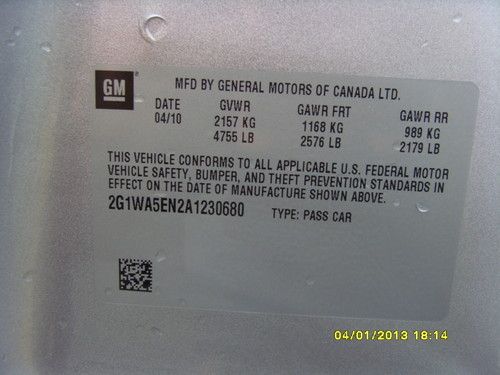 GM
MFD BY GENERAL MOTORS OF CANADA LTD.
DATE GVWR GAWR FRT GAWR RR
04/10 2157 KG 1168 KG 989 KG
4755 LB 2576 LB 2179 LB
THIS VEHICLE CONFORMS TO ALL APPLICABLE U.S. FEDERAL MOTOR
VEHICLE SAFETY, BUMPER, AND THEFT PREVENTION STANDARDS IN
EFFECT ON THE DATE OF MANUFACTURE SHOWN ABOVE.
2G1WA5EN2A1230680 TYPE: PASS CAR
04/01/2013 18:14